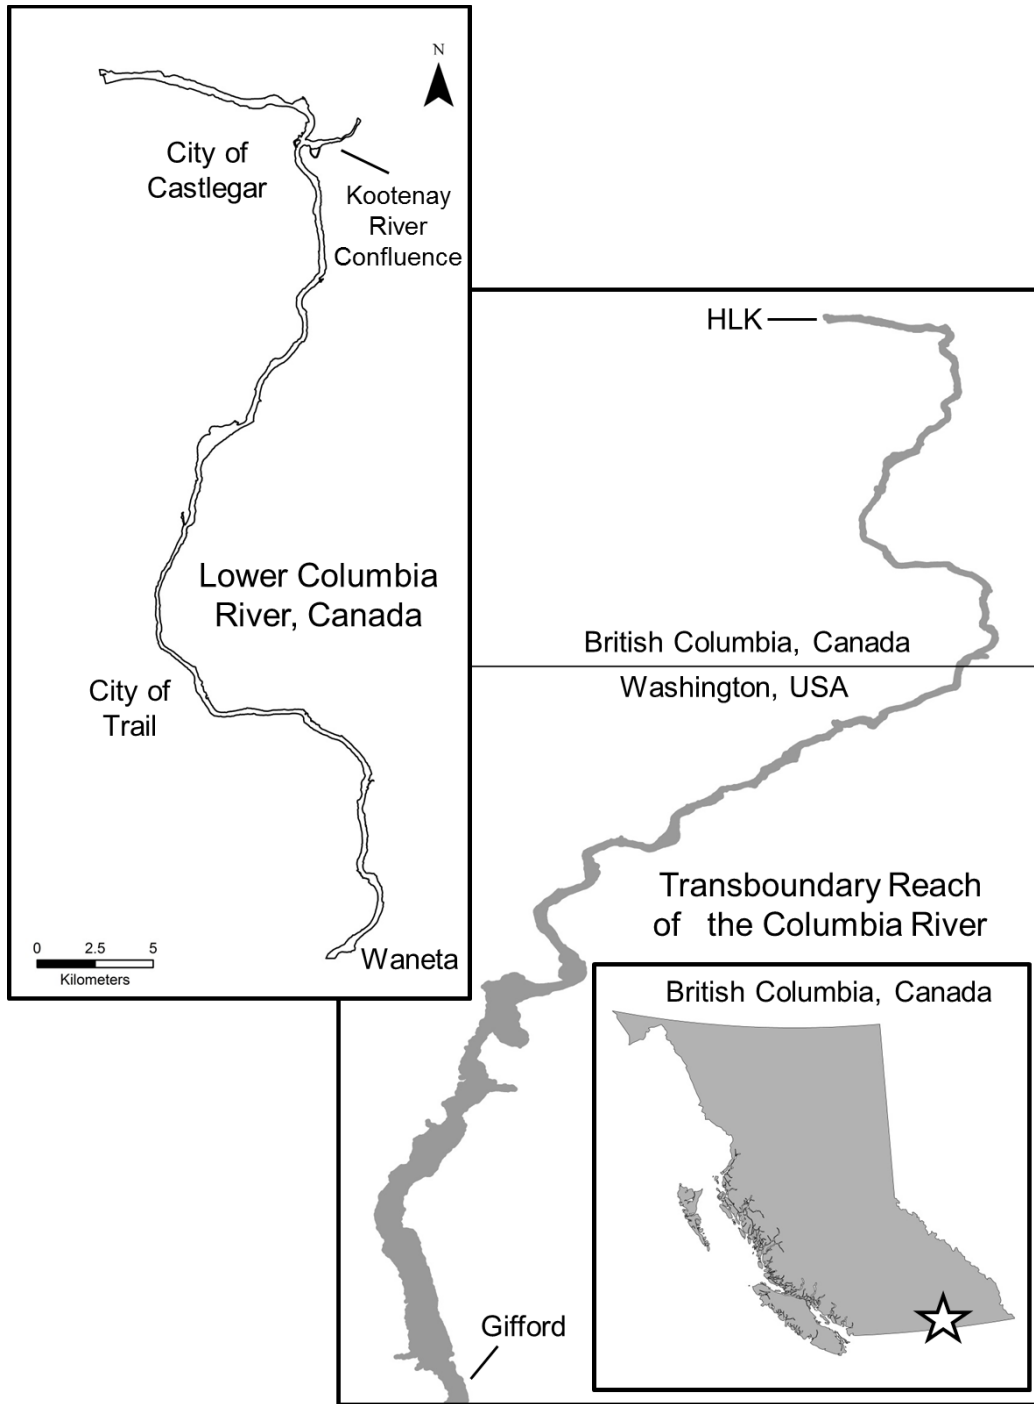 N
City of
Castlegar
Kootenay
River
Confluence
Lower Columbia
River, Canada
City of
Trail
Waneta
0 2.5 5
Kilometers
HLK
British Columbia, Canada
Washington, USA
Transboundary Reach
of the Columbia River
Gifford
British Columbia, Canada